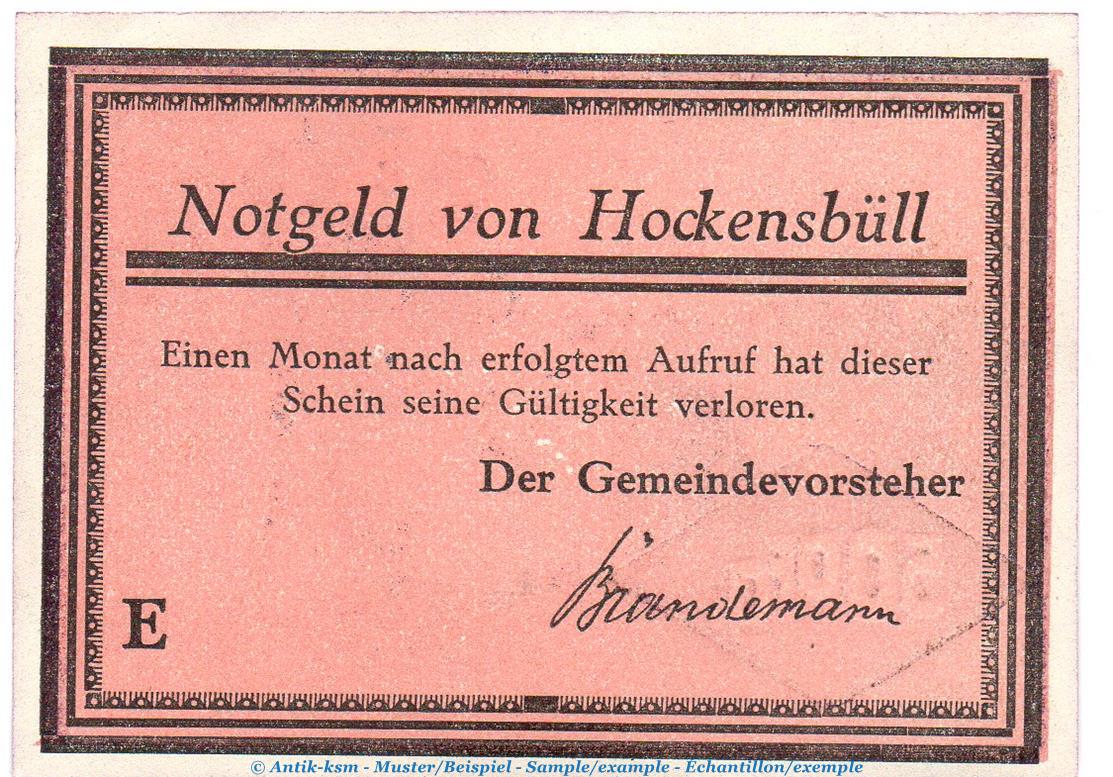 Notgeld von Hockensbüll
Einen Monat nach erfolgtem Aufruf hat dieser
Schein seine Gültigkeit verloren.
Der Gemeindevorsteher
Brandemann
E
© Antik-ksm - Muster/Beispiel - Sample/example - Échantillon/exemple